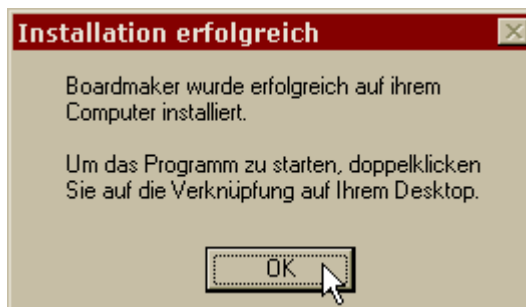 Installation erfolgreich
Boardmaker wurde erfolgreich auf ihrem
Computer installiert.
Um das Programm zu starten, doppelklicken
Sie auf die Verknüpfung auf Ihrem Desktop.
OK